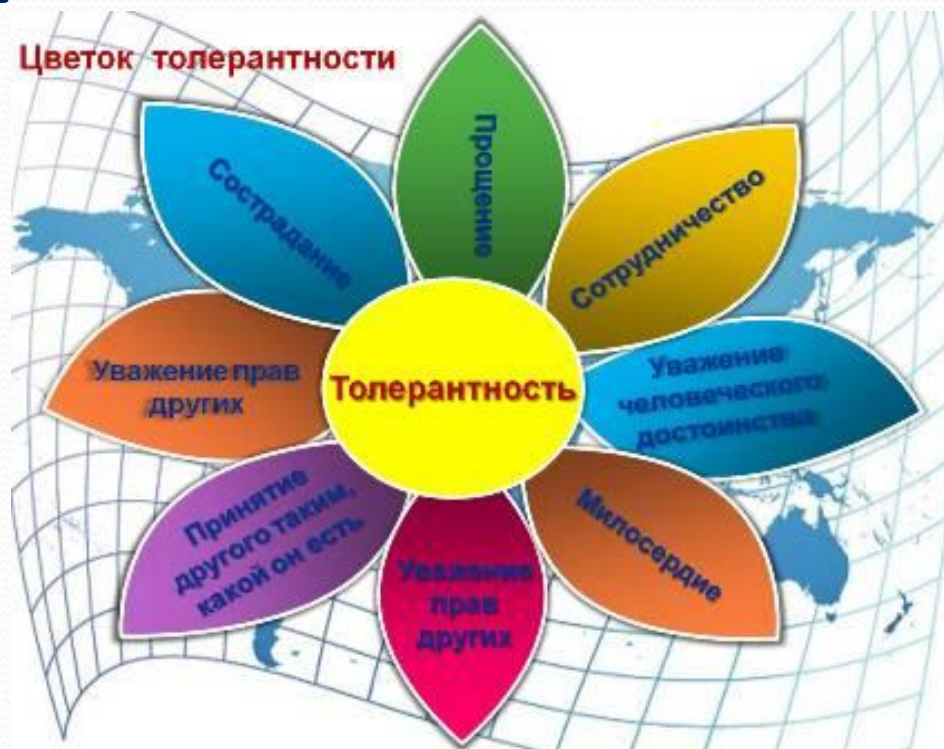 Цветок толерантности
Прощение
Сострадание
Сотрудничество
Уважение прав
других
Толерантность
Уважение
человеческого
достоинства
Принятие
другого таким,
какой он есть
Уважение
прав
других
Милосердие